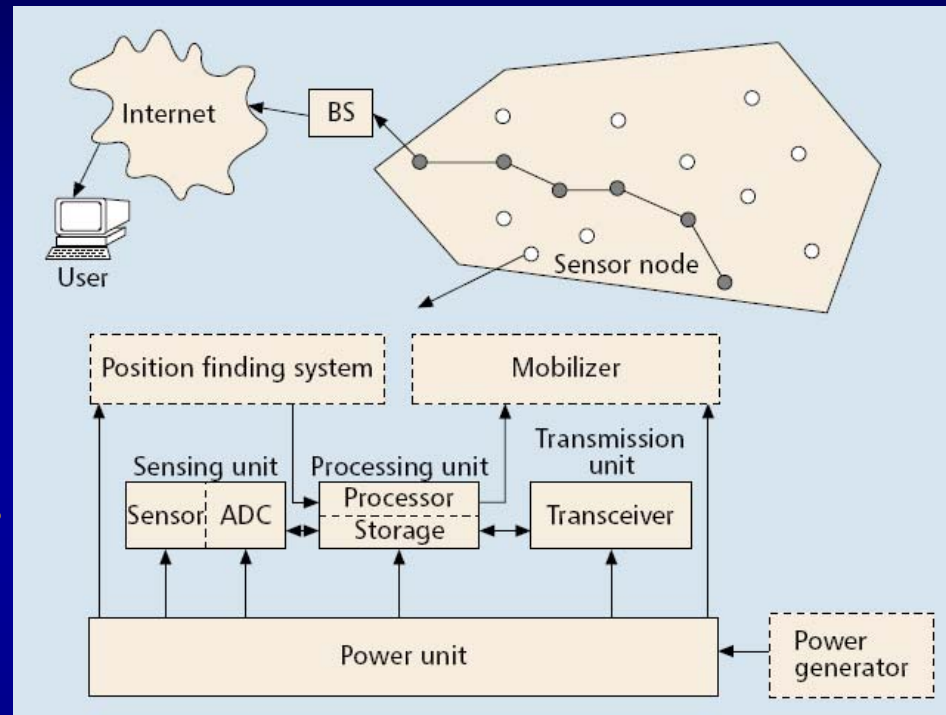 Internet
BS
User
Sensor node
Position finding system
Mobilizer
Sensing unit
Processing unit
Transmission
unit
Sensor
ADC
Processor
Storage
Transceiver
Power unit
Power
generator